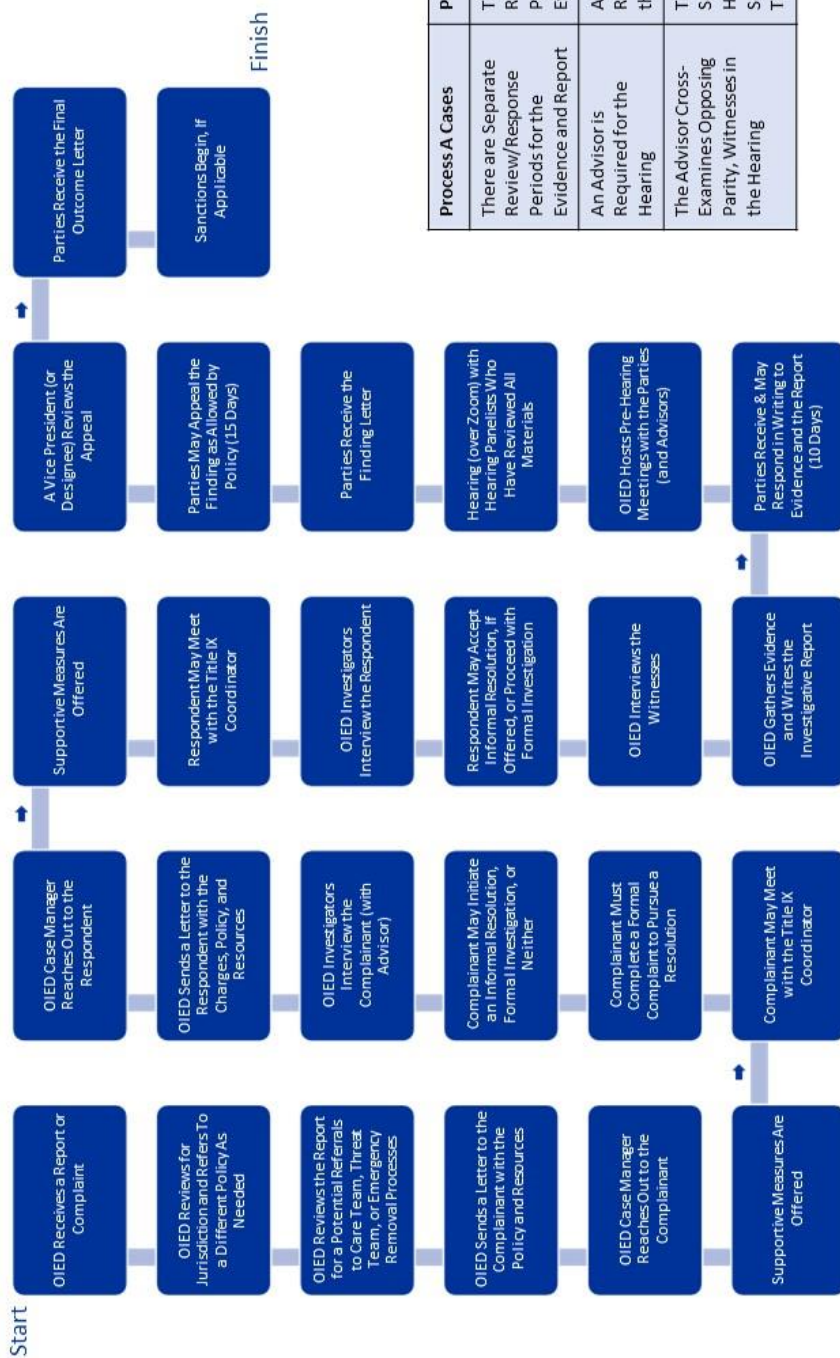 Start
OIED Receives a Report or
Complaint
OIED Reviews for
Jurisdiction and Refers To
a Different Policy As
Needed
OIED Reviews the Report
for a Potential Referrals
to Care Team, Threat
Team, or Emergency
Removal Processes
OIED Sends a Letter to the
Complainant with the
Policy and Resources
OIED Case Manager
Reaches Out to the
Complainant
Supportive Measures Are
Offered
Complainant May Meet
with the Title IX
Coordinator
Complainant Must
Complete a Formal
Complaint to Pursue a
Resolution
Complainant May Initiate
an Informal Resolution,
Formal Investigation, or
Neither
OIED Investigators
Interview the
Complainant (with
Advisor)
OIED Sends a Letter to the
Respondent with the
Charges, Policy, and
Resources
OIED Case Manager
Reaches Out to the
Respondent
Supportive Measures Are
Offered
Respondent May Meet
with the Title IX
Coordinator
OIED Investigators
Interview the Respondent
Respondent May Accept
Informal Resolution, If
Offered, or Proceed with
Formal Investigation
OIED Interviews the
Witnesses
OIED Gathers Evidence
and Writes the
Investigative Report
Parties Receive & May
Respond in Writing to
Evidence and the Report
(10 Days)
OIED Hosts Pre-Hearing
Meetings with the Parties
(and Advisors)
Hearing (over Zoom) with
Hearing Panelists Who
Have Reviewed All
Materials
Parties Receive the
Finding Letter
Parties May Appeal the
Finding as Allowed by
Policy (15 Days)
A Vice President (or
Designee) Reviews the
Appeal
Parties Receive the Final
Outcome Letter
Sanctions Begin, If
Applicable
Finish
Process A Cases
There are Separate
Review/Response
Periods for the
Evidence and Report
An Advisor is
Required for the
Hearing
The Advisor Cross-
Examines Opposing
Parity, Witnesses in
the Hearing